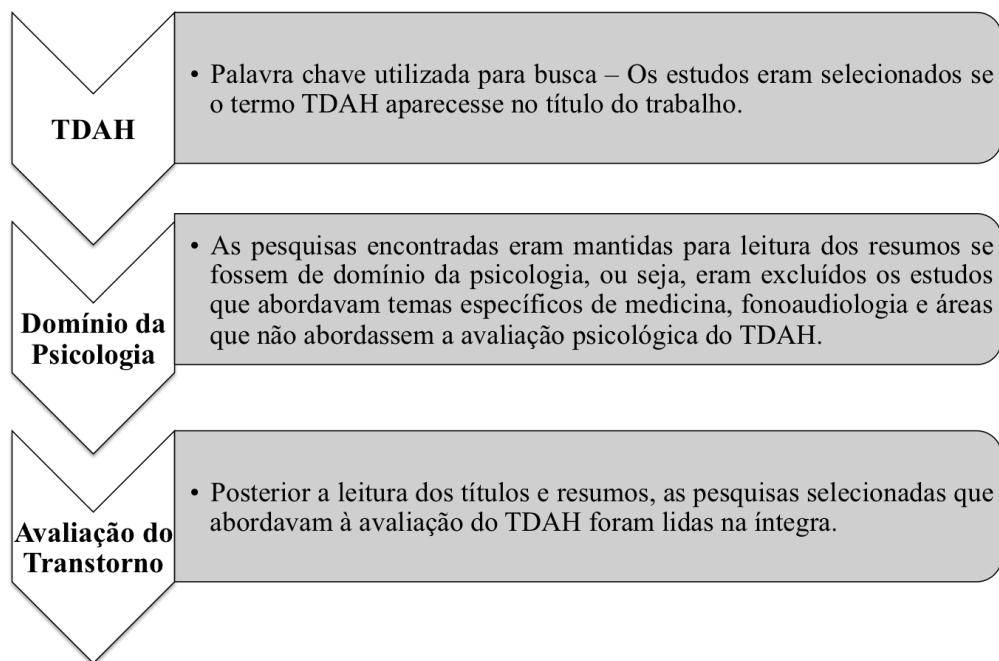 TDAH
• Palavra chave utilizada para busca – Os estudos eram selecionados se
o termo TDAH aparecesse no título do trabalho.
Domínio da
Psicologia
• As pesquisas encontradas eram mantidas para leitura dos resumos se
fossem de domínio da psicologia, ou seja, eram excluídos os estudos
que abordavam temas específicos de medicina, fonoaudiologia e áreas
que não abordassem a avaliação psicológica do TDAH.
Avaliação do
Transtorno
• Posterior a leitura dos títulos e resumos, as pesquisas selecionadas que
abordavam à avaliação do TDAH foram lidas na íntegra.